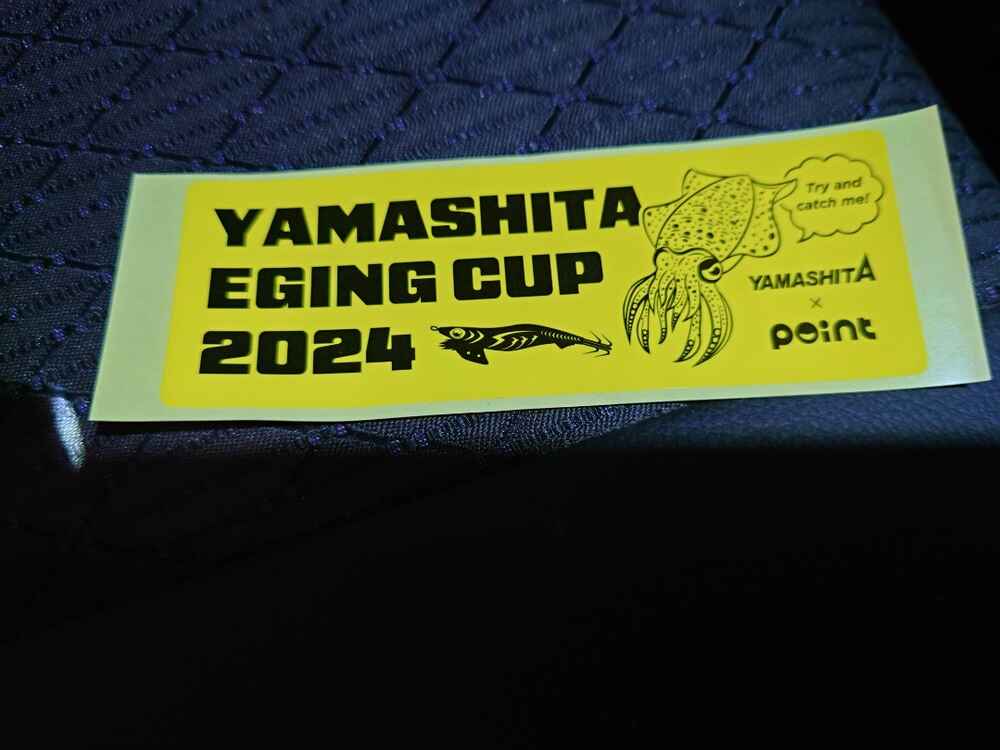 YAMASHITA
EGING CUP
2024
Try and
catch me!
YAMASHITA
×
point